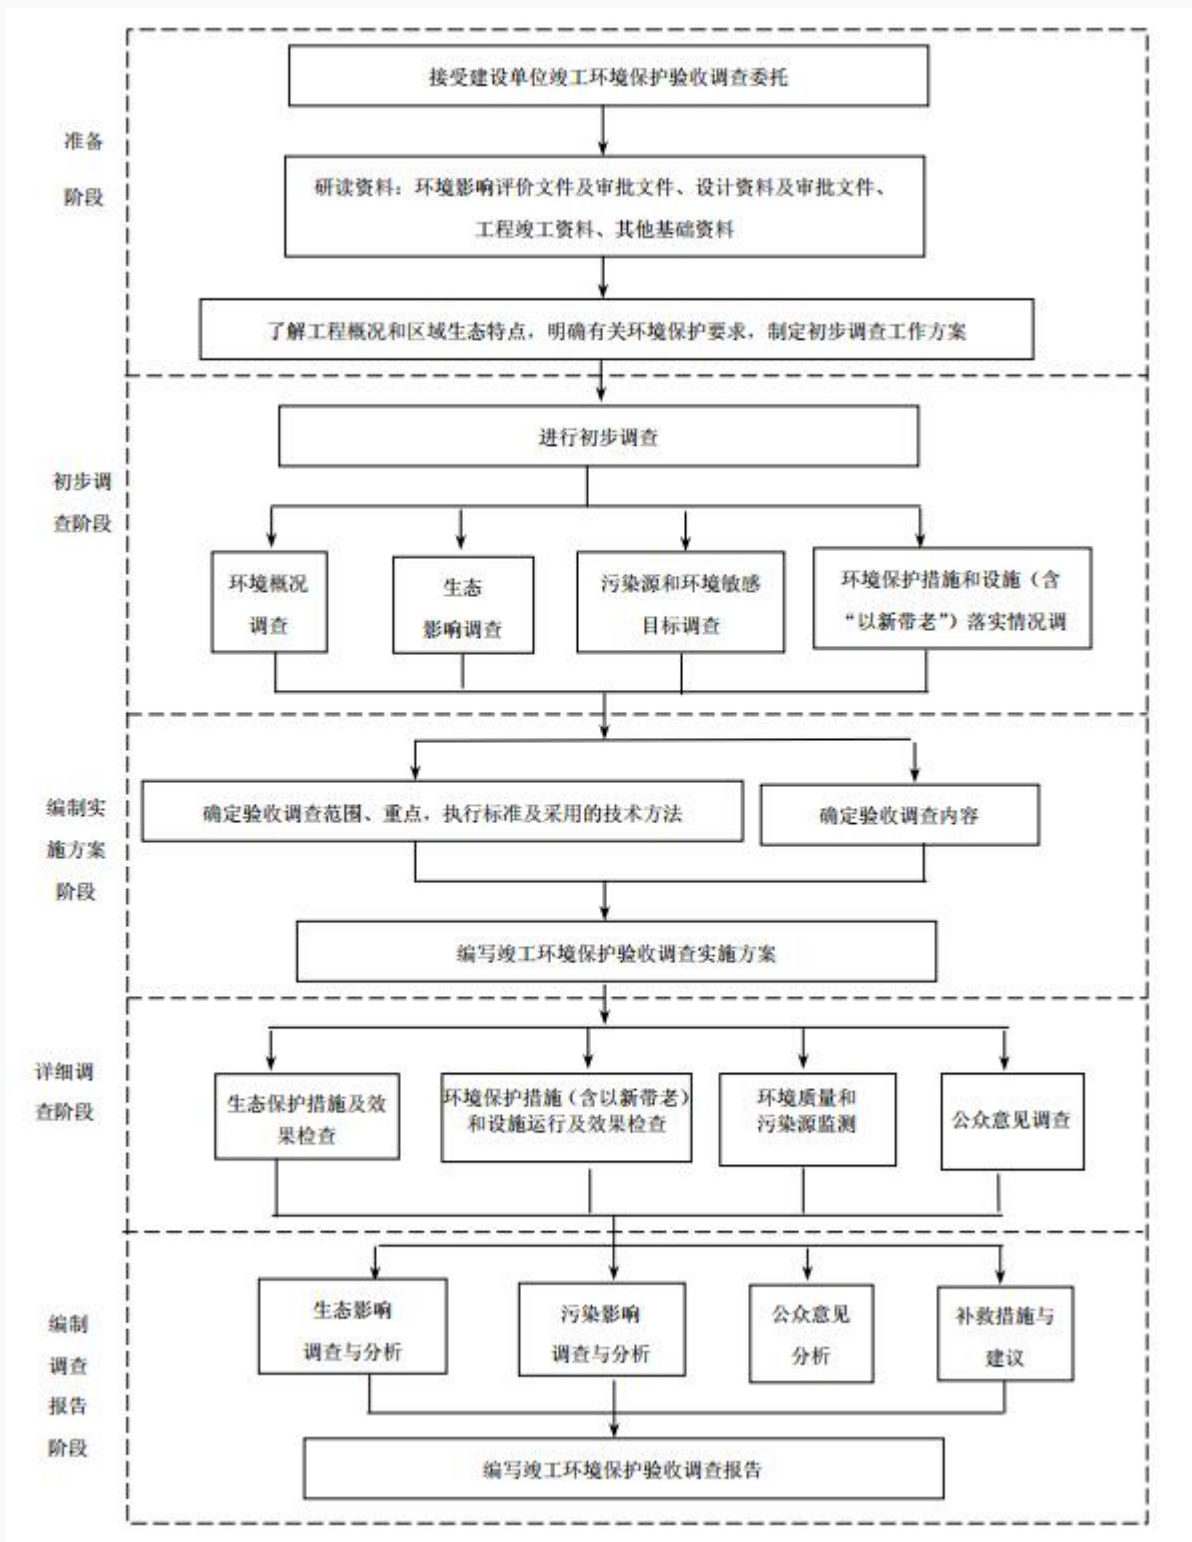 接受建设单位竣工环境保护验收调查委托
准备
阶段
研读资料：环境影响评价文件及审批文件、设计资料及审批文件、
工程竣工资料、其他基础资料
了解工程概况和区域生态特点，明确有关环境保护要求，制定初步调查工作方案
初步调
查阶段
进行初步调查
环境概况
调查
生态
影响调查
污染源和环境敏感
目标调查
环境保护措施和设施（含
“以新带老”）落实情况调
编制实
施方案
阶段
确定验收调查范围、重点，执行标准及采用的技术方法
确定验收调查内容
编写竣工环境保护验收调查实施方案
详细调
查阶段
生态保护措施及效
果检查
环境保护措施（含以新带老）
和设施运行及效果检查
环境质量和
污染源监测
公众意见调查
编制
调查
报告
阶段
生态影响
调查与分析
污染影响
调查与分析
公众意见
分析
补救措施与
建议
编写竣工环境保护验收调查报告